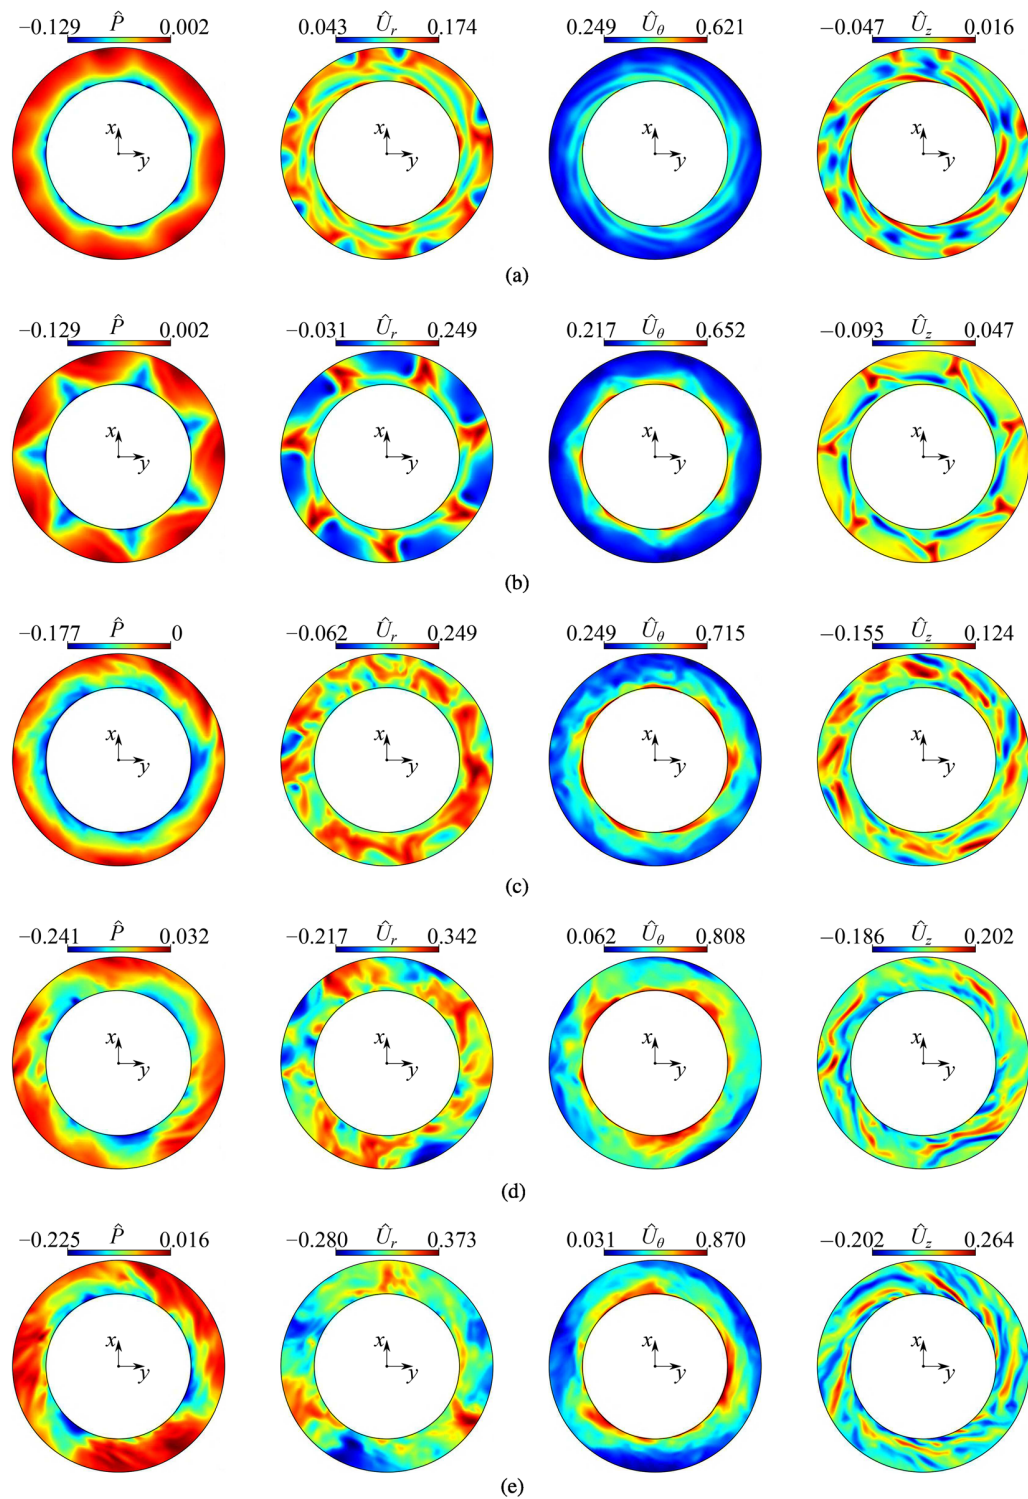 −0.129 P̂ 0.002 0.043 Û_r 0.174 0.249 Û_θ 0.621 −0.047 Û_z 0.016
x x x x
y y y y
(a)
−0.129 P̂ 0.002 −0.031 Û_r 0.249 0.217 Û_θ 0.652 −0.093 Û_z 0.047
x x x x
y y y y
(b)
−0.177 P̂ 0 −0.062 Û_r 0.249 0.249 Û_θ 0.715 −0.155 Û_z 0.124
x x x x
y y y y
(c)
−0.241 P̂ 0.032 −0.217 Û_r 0.342 0.062 Û_θ 0.808 −0.186 Û_z 0.202
x x x x
y y y y
(d)
−0.225 P̂ 0.016 −0.280 Û_r 0.373 0.031 Û_θ 0.870 −0.202 Û_z 0.264
x x x x
y y y y
(e)